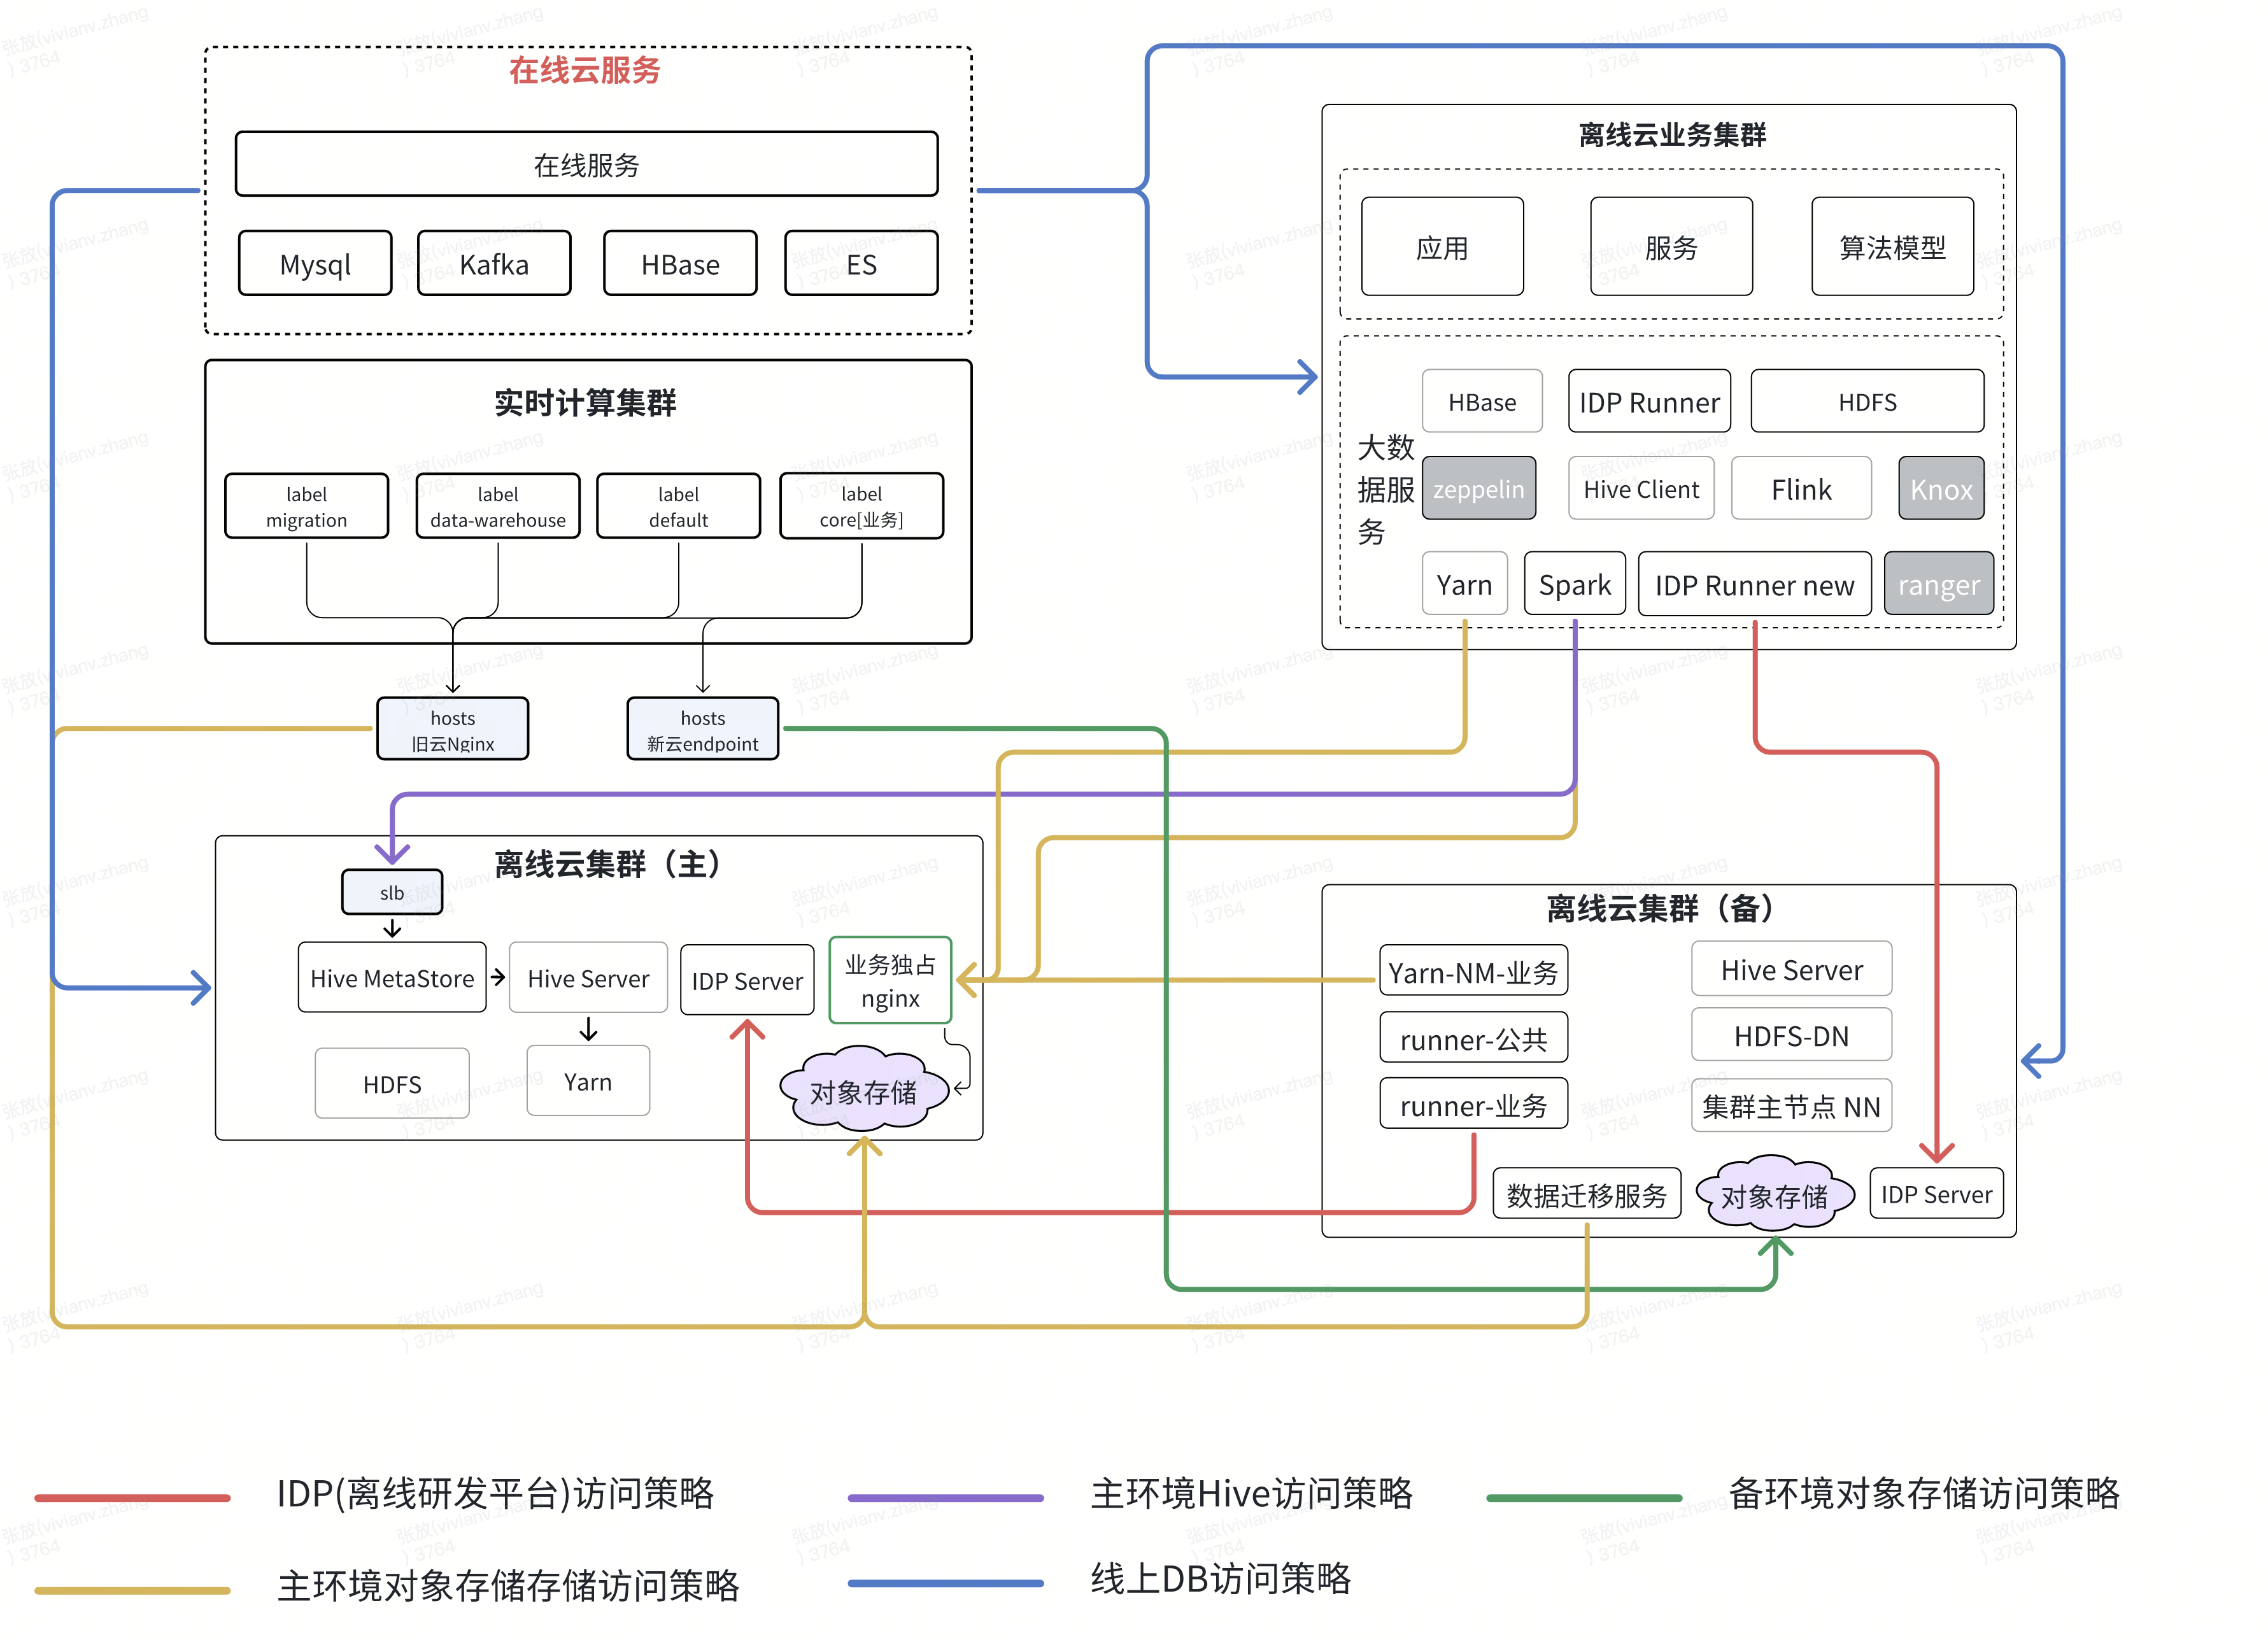 在线云服务
在线服务
Mysql
Kafka
HBase
ES
实时计算集群
label
migration
label
data-warehouse
label
default
label
core[业务]
hosts
旧云Nginx
hosts
新云endpoint
离线云业务集群
应用
服务
算法模型
大数
据服
务
HBase
IDP Runner
HDFS
zeppelin
Hive Client
Flink
Knox
Yarn
Spark
IDP Runner new
ranger
离线云集群（主）
slb
Hive MetaStore
Hive Server
IDP Server
业务独占
nginx
HDFS
Yarn
对象存储
离线云集群（备）
Yarn-NM-业务
Hive Server
runner-公共
HDFS-DN
runner-业务
集群主节点 NN
数据迁移服务
对象存储
IDP Server
IDP(离线研发平台)访问策略
主环境Hive访问策略
备环境对象存储访问策略
主环境对象存储存储访问策略
线上DB访问策略
张放(vivianv.zhang
) 3764